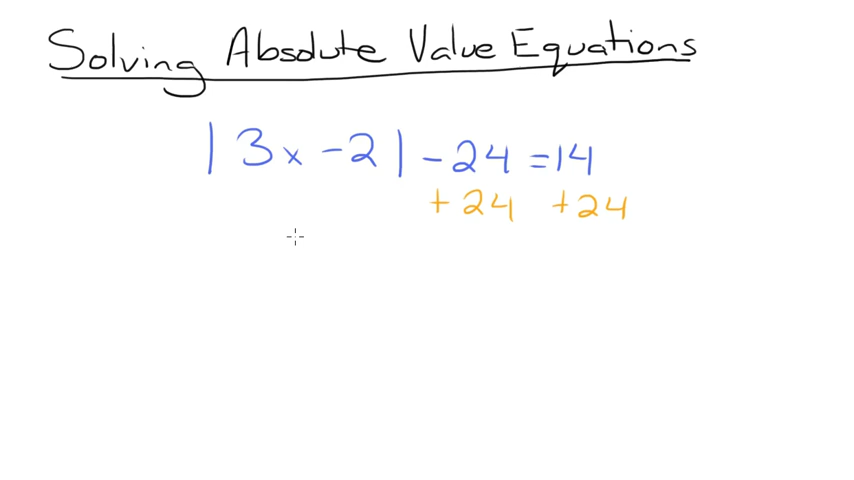 Solving Absolute Value Equations
| 3x - 2 | - 24 = 14
+ 24 + 24